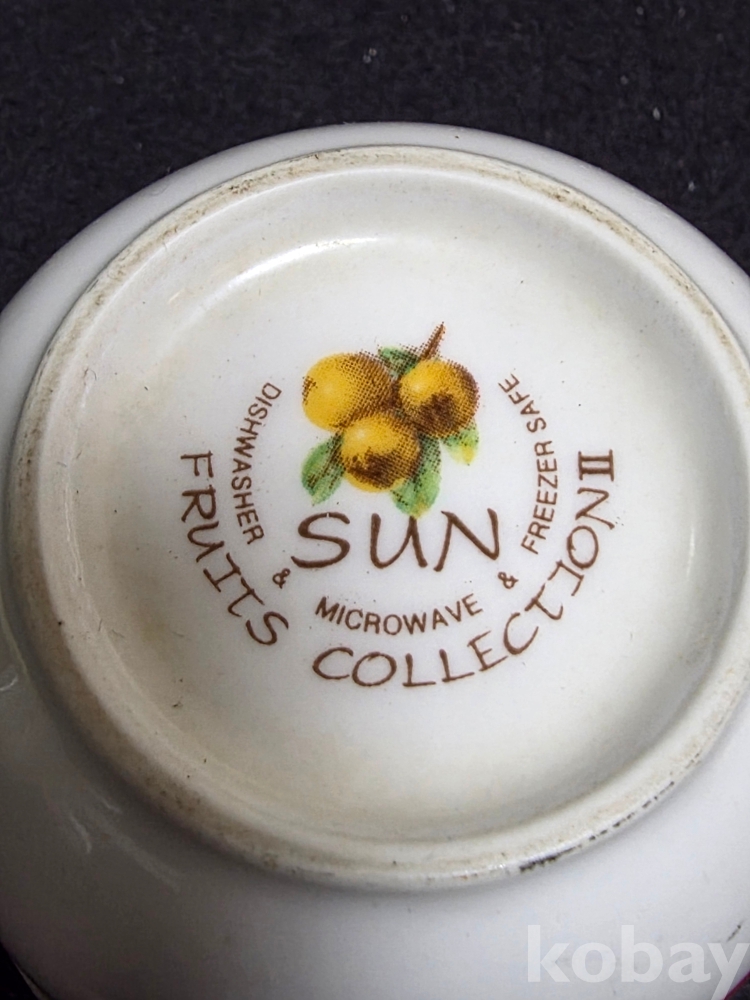 SUN
DISHWASHER & MICROWAVE & FREEZER SAFE
FRUITS COLLECTION II
kobay